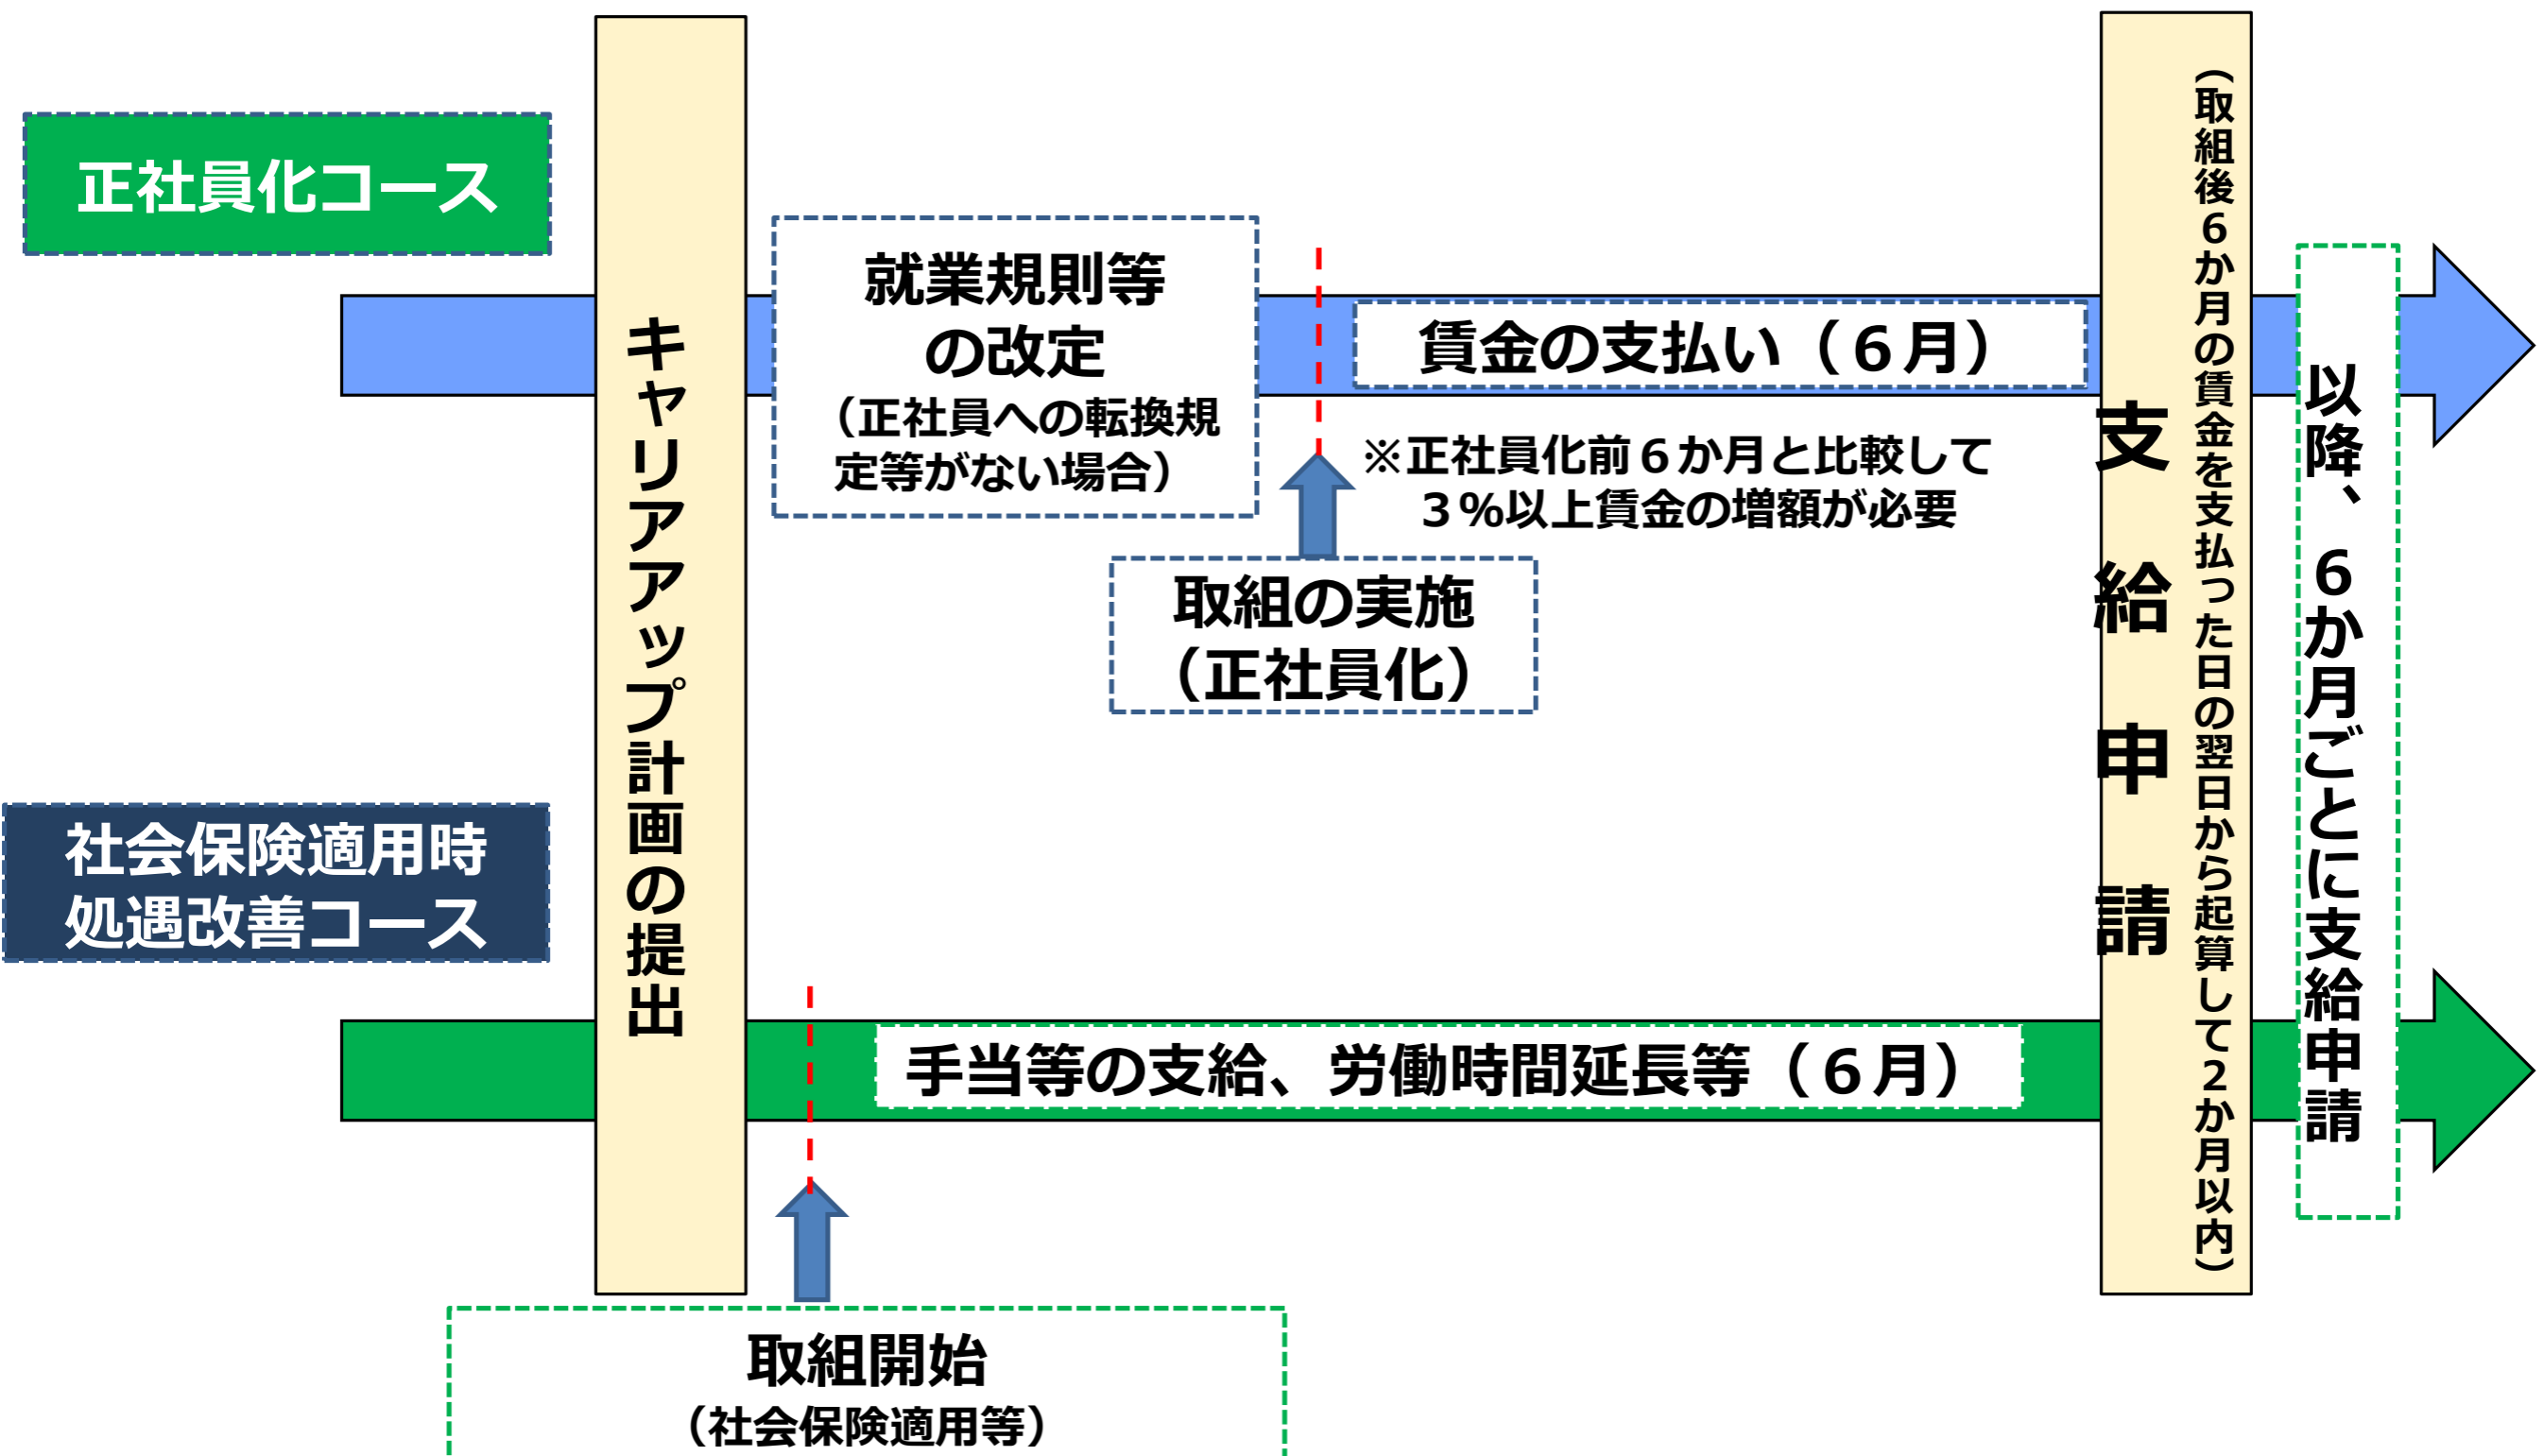 正社員化コース
キャリアアップ計画の提出
就業規則等
の改定
（正社員への転換規
定等がない場合）
賃金の支払い（６月）
※正社員化前６か月と比較して
３％以上賃金の増額が必要
取組の実施
（正社員化）
支給申請
（取組後６か月の賃金を支払った日の翌日から起算して２か月以内）
以降、６か月ごとに支給申請
社会保険適用時
処遇改善コース
手当等の支給、労働時間延長等（６月）
取組開始
（社会保険適用等）